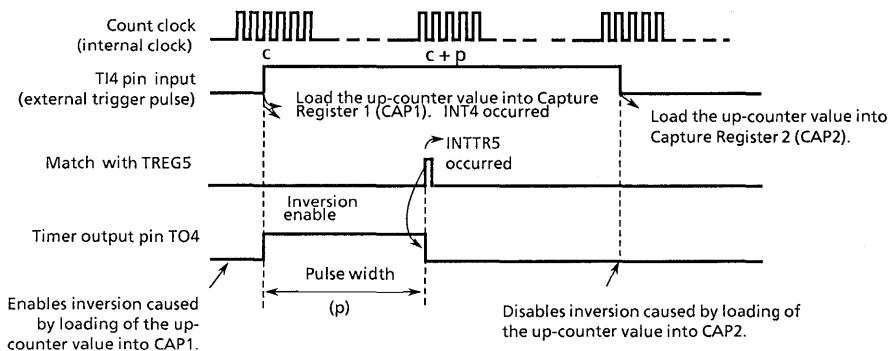 Count clock
(internal clock)
c
c + p
TI4 pin input
(external trigger pulse)
Load the up-counter value into Capture
Register 1 (CAP1). INT4 occurred
Load the up-counter value into
Capture Register 2 (CAP2).
Match with TREG5
INTTR5
occurred
Inversion
enable
Timer output pin TO4
Pulse width
(p)
Enables inversion caused
by loading of the up-
counter value into CAP1.
Disables inversion caused by loading of
the up-counter value into CAP2.